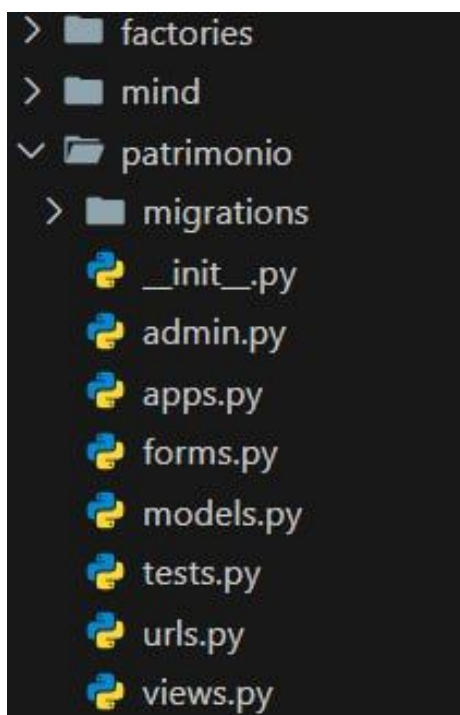 factories
mind
patrimonio
migrations
__init__.py
admin.py
apps.py
forms.py
models.py
tests.py
urls.py
views.py